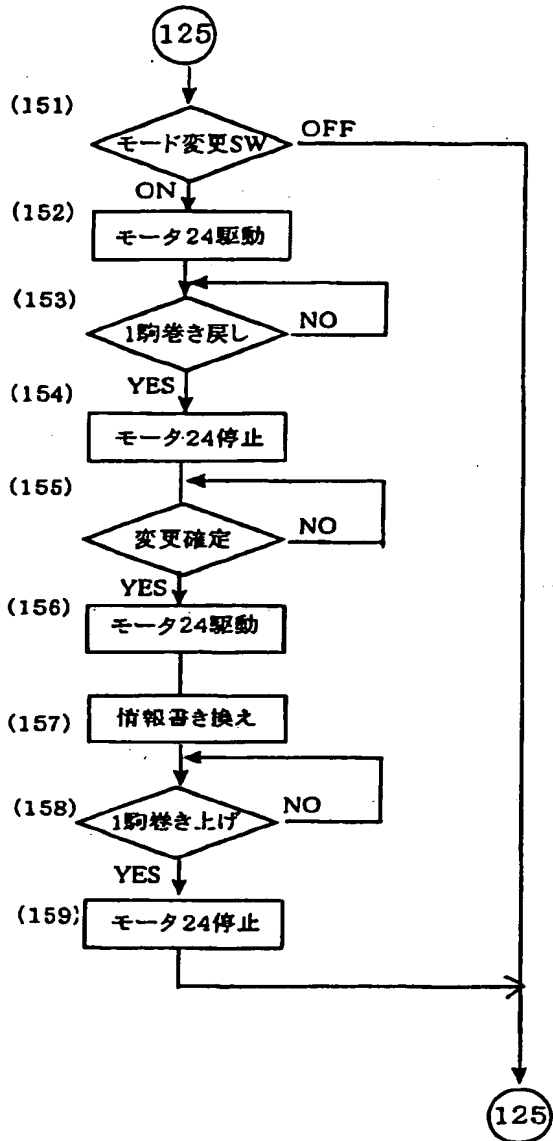 125
(151)
モード変更SW
OFF
ON
(152)
モータ24駆動
(153)
1駒巻き戻し
NO
YES
(154)
モータ24停止
(155)
変更確定
NO
YES
(156)
モータ24駆動
(157)
情報書き換え
(158)
1駒巻き上げ
NO
YES
(159)
モータ24停止
125